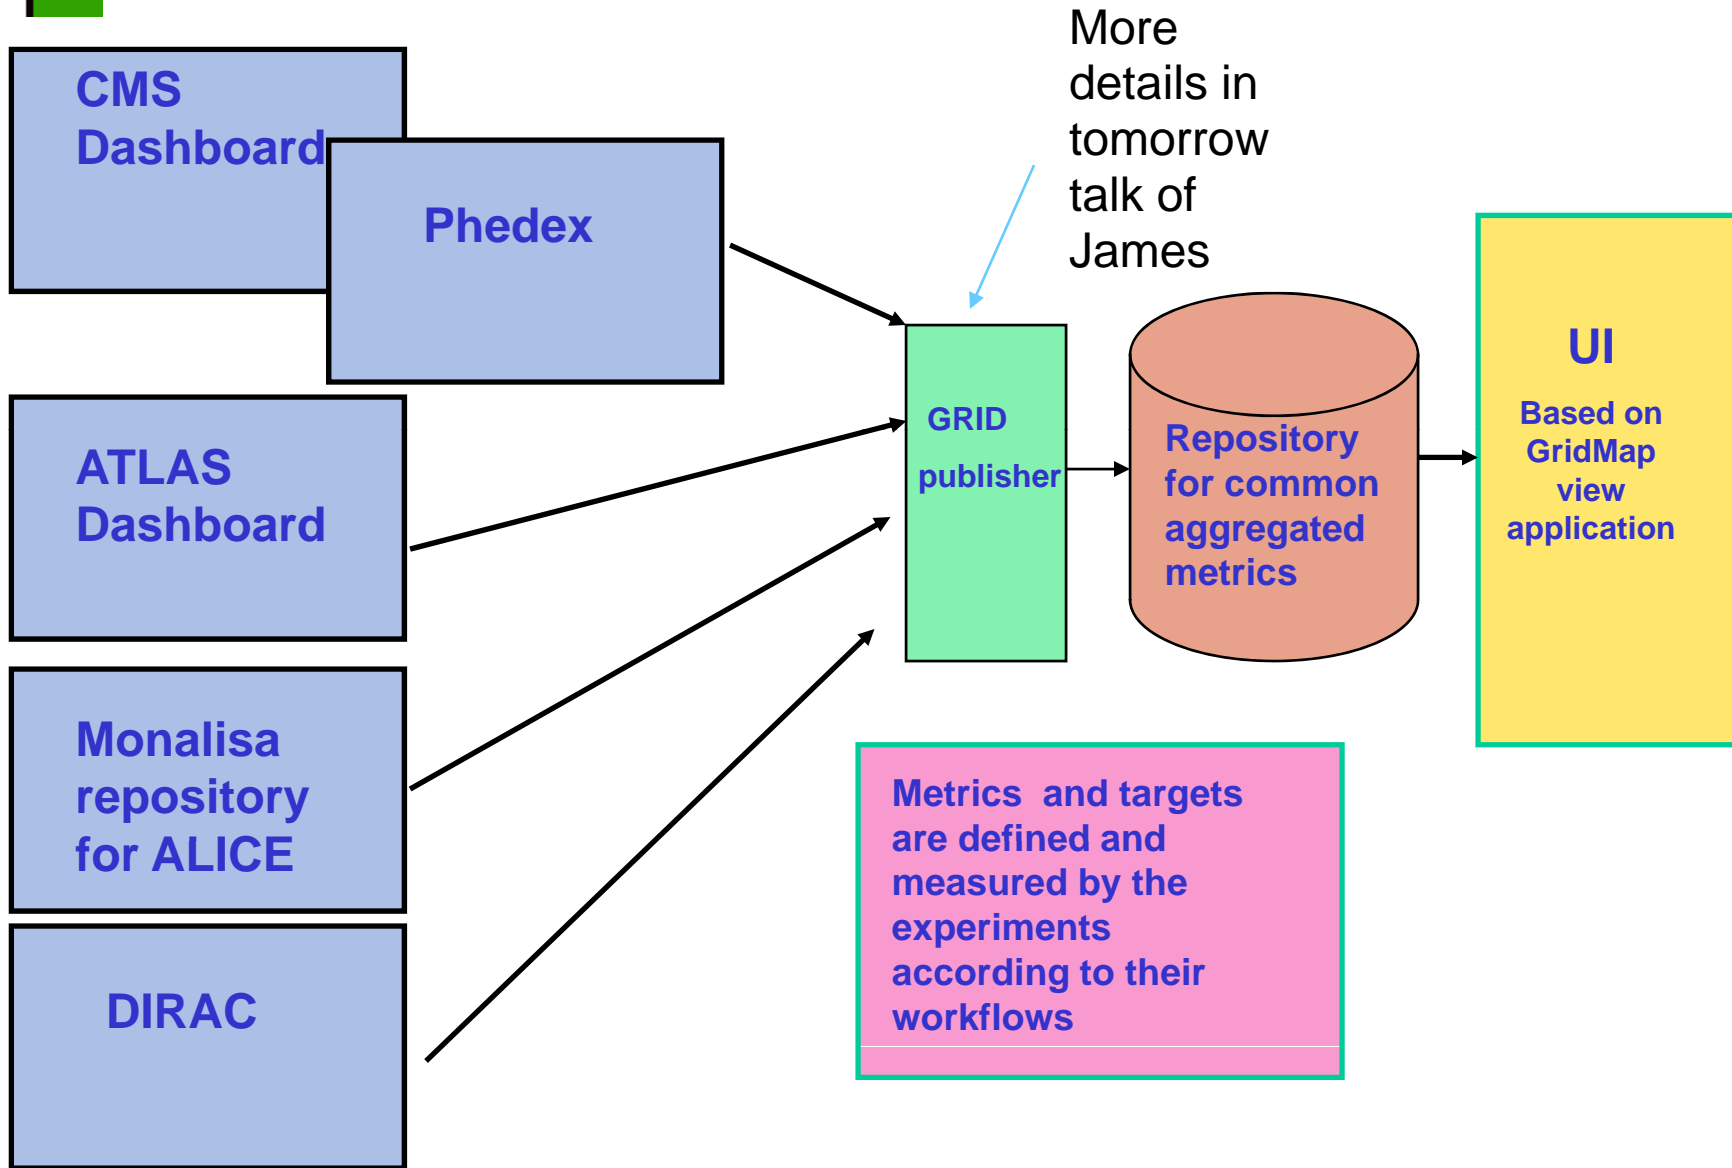 CMS
Dashboard
Phedex
More
details in
tomorrow
talk of
James
ATLAS
Dashboard
Monalisa
repository
for ALICE
DIRAC
GRID
publisher
Repository
for common
aggregated
metrics
UI
Based on
GridMap
view
application
Metrics and targets
are defined and
measured by the
experiments
according to their
workflows